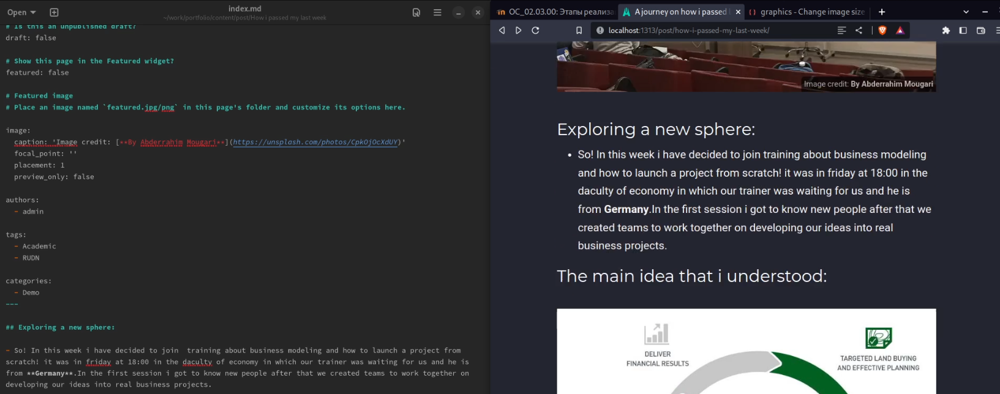 Open
index.md
~/work/portfolio/content/post/How i passed my last week
# Is this an unpublished draft?
draft: false
# Show this page in the Featured widget?
featured: false
# Featured image
# Place an image named `featured.jpg/png` in this page's folder and customize its options here.
image:
caption: 'Image credit: [**By Abderrahim Mougari**](https://unsplash.com/photos/CpkOjOcXdUY)'
focal_point: ''
placement: 1
preview_only: false
authors:
- admin
tags:
- Academic
- RUDN
categories:
- Demo
---
## Exploring a new sphere:
- So! In this week i have decided to join  training about business modeling and how to launch a project from
scratch! it was in friday at 18:00 in the daculty of economy in which our trainer was waiting for us and he is
from **Germany**.In the first session i got to know new people after that we created teams to work together on
developing our ideas into real business projects.
ОС_02.03.00: Этапы реализа
A journey on how i passed
graphics - Change image size
localhost:1313/post/how-i-passed-my-last-week/
Image credit: By Abderrahim Mougari
Exploring a new sphere:
• So! In this week i have decided to join training about business modeling
and how to launch a project from scratch! it was in friday at 18:00 in the
daculty of economy in which our trainer was waiting for us and he is
from Germany.In the first session i got to know new people after that we
created teams to work together on developing our ideas into real
business projects.
The main idea that i understood:
DELIVER
FINANCIAL RESULTS
TARGETED LAND BUYING
AND EFFECTIVE PLANNING